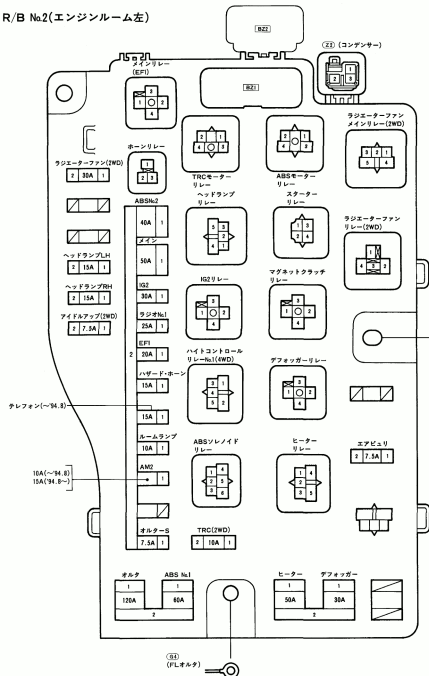 R/B No.2(エンジンルーム左)
BZ2
Z2 (コンデンサー)
メインリレー
(EFI)
BZ1
ラジエーターファン
メインリレー(2WD)
ホーンリレー
ラジエーターファン(2WD)
2 30A 1
TRCモーター
リレー
ABSモーター
リレー
ABSNo.2
40A 1
ヘッドランプ
リレー
スターター
リレー
ラジエーターファン
リレー(2WD)
メイン
50A 1
ヘッドランプLH
2 15A 1
ヘッドランプRH
2 15A 1
アイドルアップ(2WD)
2 7.5A 1
IG2
30A 1
IG2リレー
マグネットクラッチ
リレー
ラジオNo.1
25A 1
EFI
20A 1
ハイトコントロール
リレーNo.1(4WD)
デフォッガーリレー
ハザード・ホーン
15A 1
テレフォン(〜'94.8)
15A 1
ルームランプ
10A 1
ABSソレノイド
リレー
ヒーター
リレー
エアピュリ
2 7.5A 1
AM2
10A(〜'94.8)
15A('94.8〜)
オルターS
7.5A 1
TRC(2WD)
2 10A 1
オルタ ABS No.1
1 1
120A 60A
2
ヒーター デフォッガー
1 1
50A 30A
2
G4
(FLオルタ)